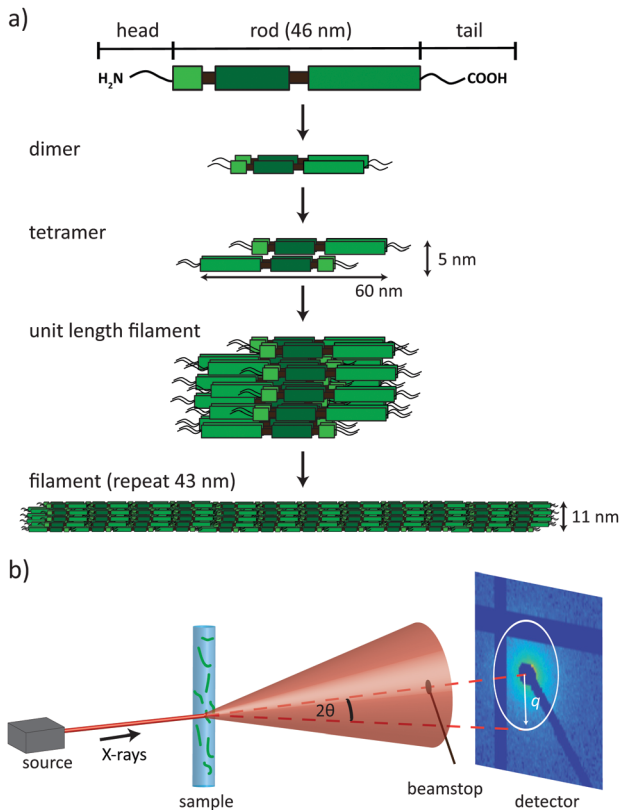 a)
head rod (46 nm) tail
H₂N COOH
dimer
tetramer
5 nm
60 nm
unit length filament
filament (repeat 43 nm)
11 nm
b)
2θ
q
X-rays
source
beamstop
sample
detector